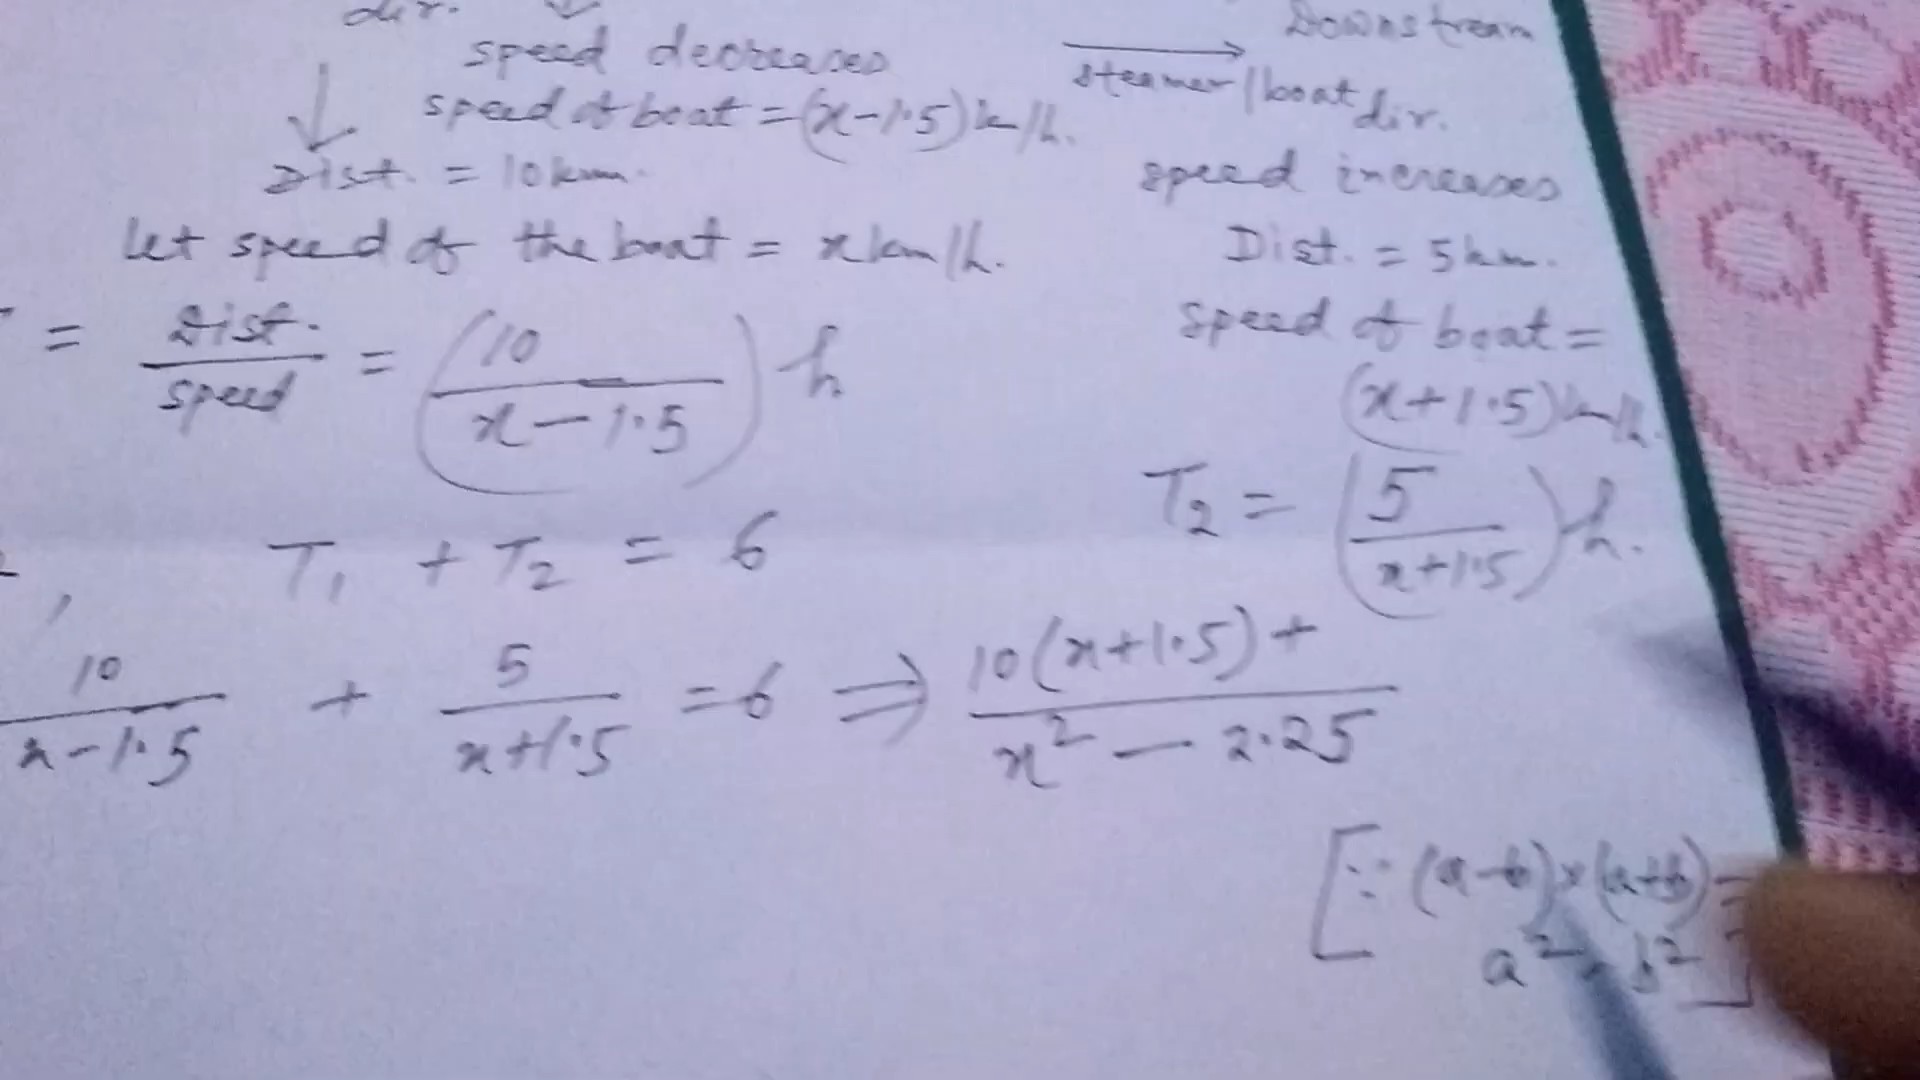 dir.
speed decreases
speed of boat = (x-1.5) km/h.
Dist. = 10 km.
Let speed of the boat = x km/h.
= Dist./speed = (10/(x-1.5)) h
T₁ + T₂ = 6
10/(x-1.5) + 5/(x+1.5) = 6 ⇒ 10(x+1.5)+/(x² - 2.25)
Downstream
steamer/boat dir.
speed increases
Dist. = 5 km.
speed of boat =
(x+1.5) km/h.
T₂ = (5/(x+1.5)) h.
[∵ (a-b)×(a+b) =
a² - b²]